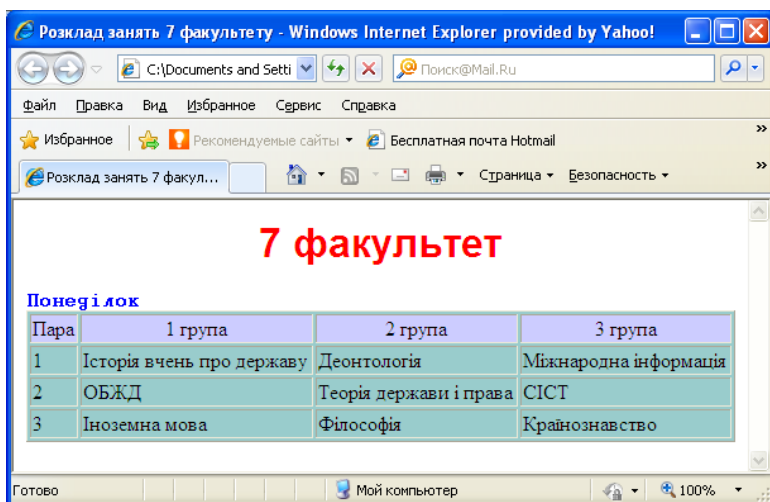 Розклад занять 7 факультету - Windows Internet Explorer provided by Yahoo!
C:\Documents and Setti
Поиск@Mail.Ru
Файл Правка Вид Избранное Сервис Справка
Избранное Рекомендуемые сайты Бесплатная почта Hotmail
Розклад занять 7 факул... Страница Безопасность
7 факультет
Понеділок
Пара 1 група 2 група 3 група
1 Історія вчень про державу Деонтологія Міжнародна інформація
2 ОБЖД Теорія держави і права СІСТ
3 Іноземна мова Філософія Країнознавство
Готово Мой компьютер 100%